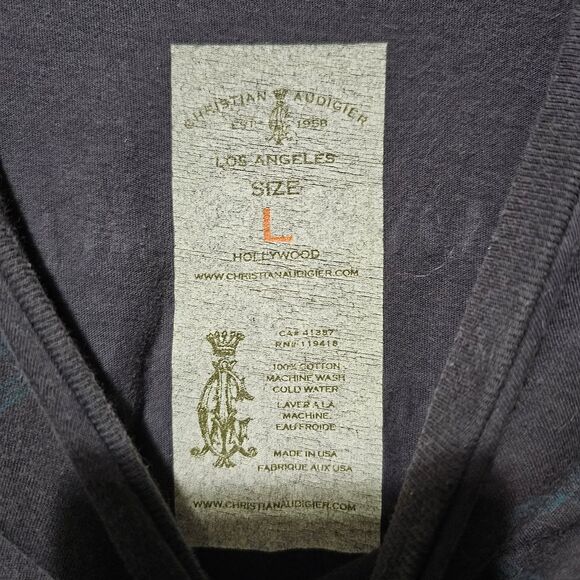 CHRISTIAN AUDIGIER
EST. 1958
LOS ANGELES
SIZE
L
HOLLYWOOD
WWW.CHRISTIANAUDIGIER.COM
CA# 41387
RN# 119418
100% COTTON
MACHINE WASH
COLD WATER
LAVER A LA
MACHINE,
EAU FROIDE
MADE IN USA
FABRIQUE AUX USA
WWW.CHRISTIANAUDIGIER.COM